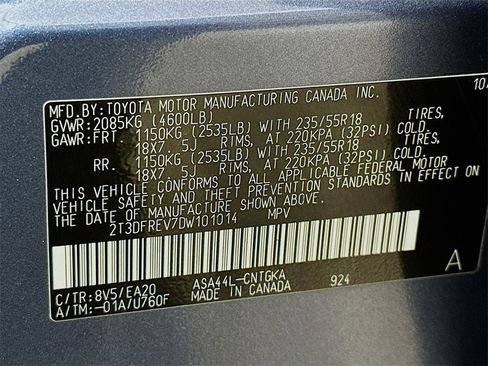 10/
MFD.BY:TOYOTA MOTOR MANUFACTURING CANADA INC.
GVWR:2085KG (4600LB)
GAWR:FRT. 1150KG (2535LB) WITH 235/55R18 TIRES,
18X7. 5J RIMS, AT 220KPA (32PSI) COLD.
RR. 1150KG (2535LB) WITH 235/55R18 TIRES,
18X7. 5J RIMS, AT 220KPA (32PSI) COLD.
THIS VEHICLE CONFORMS TO ALL APPLICABLE FEDERAL MOTOR
VEHICLE SAFETY AND THEFT PREVENTION STANDARDS IN EFFECT ON
THE DATE OF MANUFACTURE SHOWN ABOVE.
2T3DFREV7DW101014 MPV
A
C/TR:8V5/EA20 ASA44L-CNTGKA
A/TM:-01A/U760F MADE IN CANADA 924